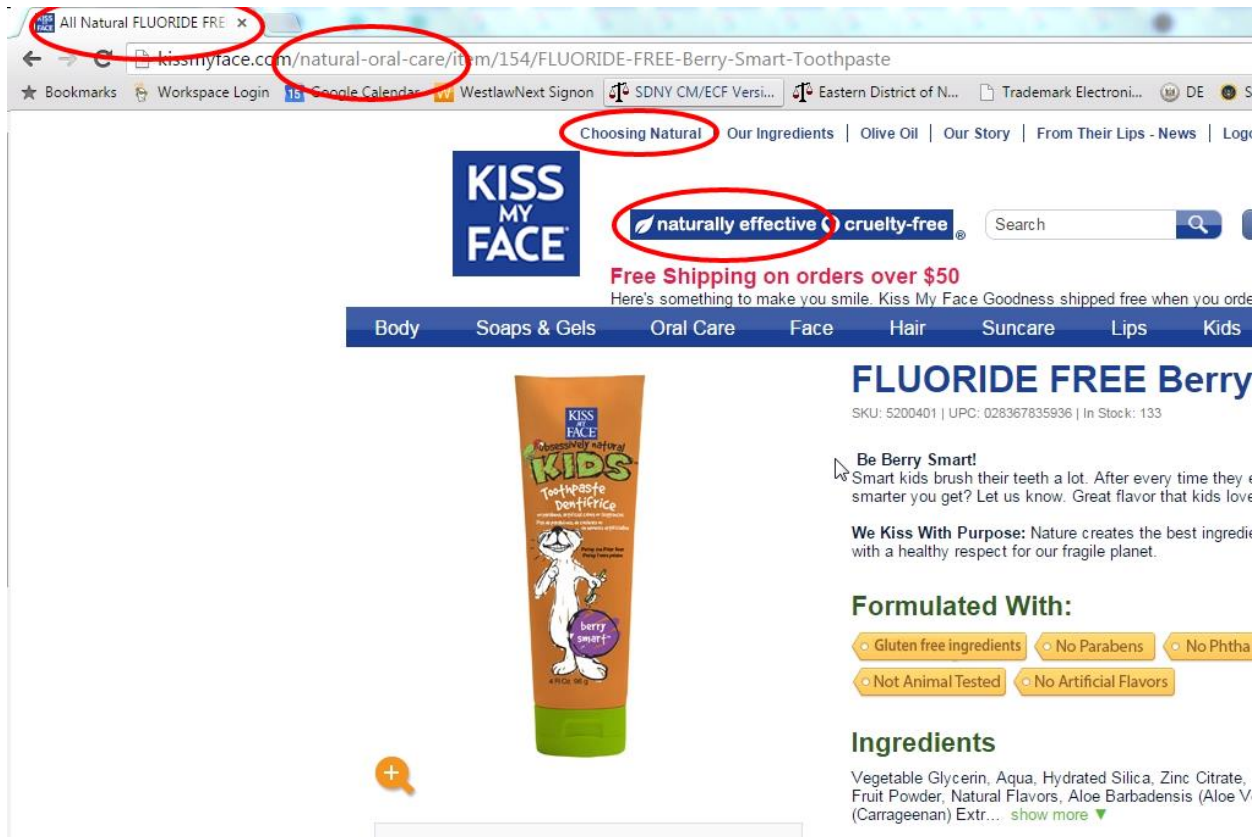 All Natural FLUORIDE FRE
kissmyface.com/natural-oral-care/item/154/FLUORIDE-FREE-Berry-Smart-Toothpaste
Bookmarks Workspace Login 15 Google Calendar W WestlawNext Signon SDNY CM/ECF Versi... Eastern District of N... Trademark Electroni... DE S
Choosing Natural | Our Ingredients | Olive Oil | Our Story | From Their Lips - News | Logo
KISS
MY
FACE
naturally effective cruelty-free ®
Search
Free Shipping on orders over $50
Here's something to make you smile. Kiss My Face Goodness shipped free when you orde
Body Soaps & Gels Oral Care Face Hair Suncare Lips Kids
FLUORIDE FREE Berry
SKU: 5200401 | UPC: 028367835936 | In Stock: 133
KISS
MY
FACE
obsessively natural
KIDS
Toothpaste
Dentifrice
berry
smart™
Be Berry Smart!
Smart kids brush their teeth a lot. After every time they e
smarter you get? Let us know. Great flavor that kids love
We Kiss With Purpose: Nature creates the best ingredie
with a healthy respect for our fragile planet.
Formulated With:
Gluten free ingredients No Parabens No Phtha
Not Animal Tested No Artificial Flavors
Ingredients
Vegetable Glycerin, Aqua, Hydrated Silica, Zinc Citrate,
Fruit Powder, Natural Flavors, Aloe Barbadensis (Aloe V
(Carrageenan) Extr... show more ▼